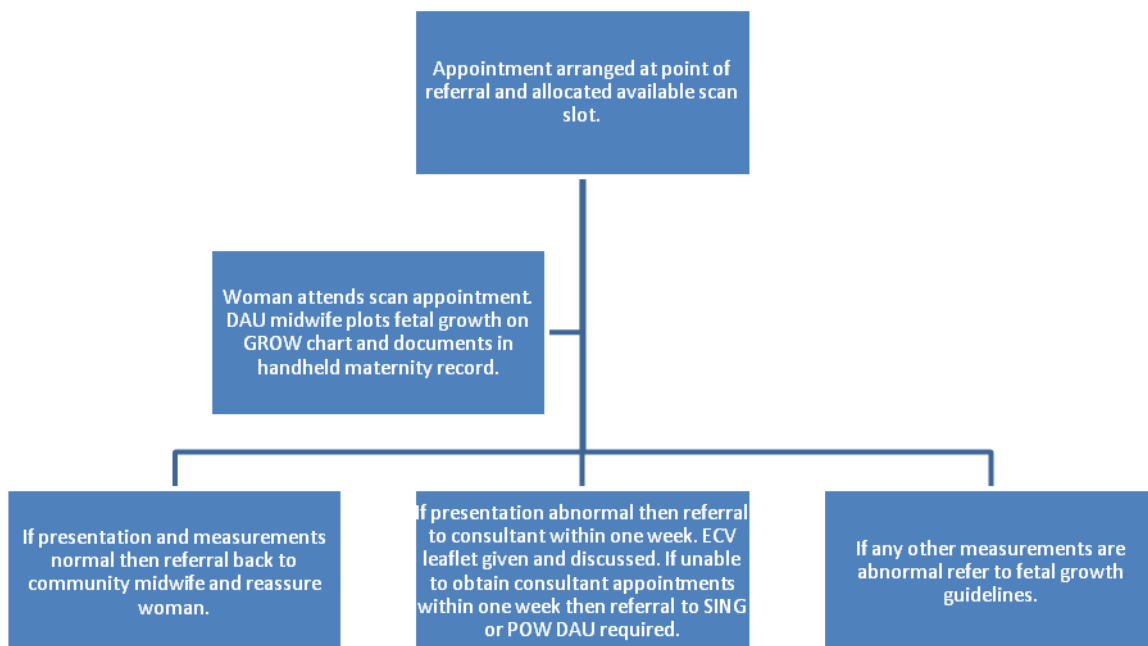 Appointment arranged at point of
referral and allocated available scan
slot.
Woman attends scan appointment.
DAU midwife plots fetal growth on
GROW chart and documents in
handheld maternity record.
If presentation and measurements
normal then referral back to
community midwife and reassure
woman.
If presentation abnormal then referral
to consultant within one week. ECV
leaflet given and discussed. If unable
to obtain consultant appointments
within one week then referral to SING
or POW DAU required.
If any other measurements are
abnormal refer to fetal growth
guidelines.